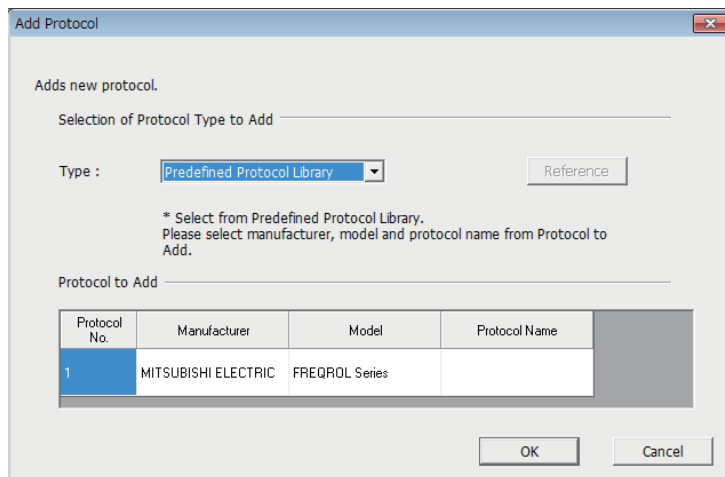 Add Protocol
Adds new protocol.
Selection of Protocol Type to Add
Type : Predefined Protocol Library Reference
* Select from Predefined Protocol Library.
Please select manufacturer, model and protocol name from Protocol to
Add.
Protocol to Add
Protocol No. Manufacturer Model Protocol Name
1 MITSUBISHI ELECTRIC FREQROL Series
OK Cancel